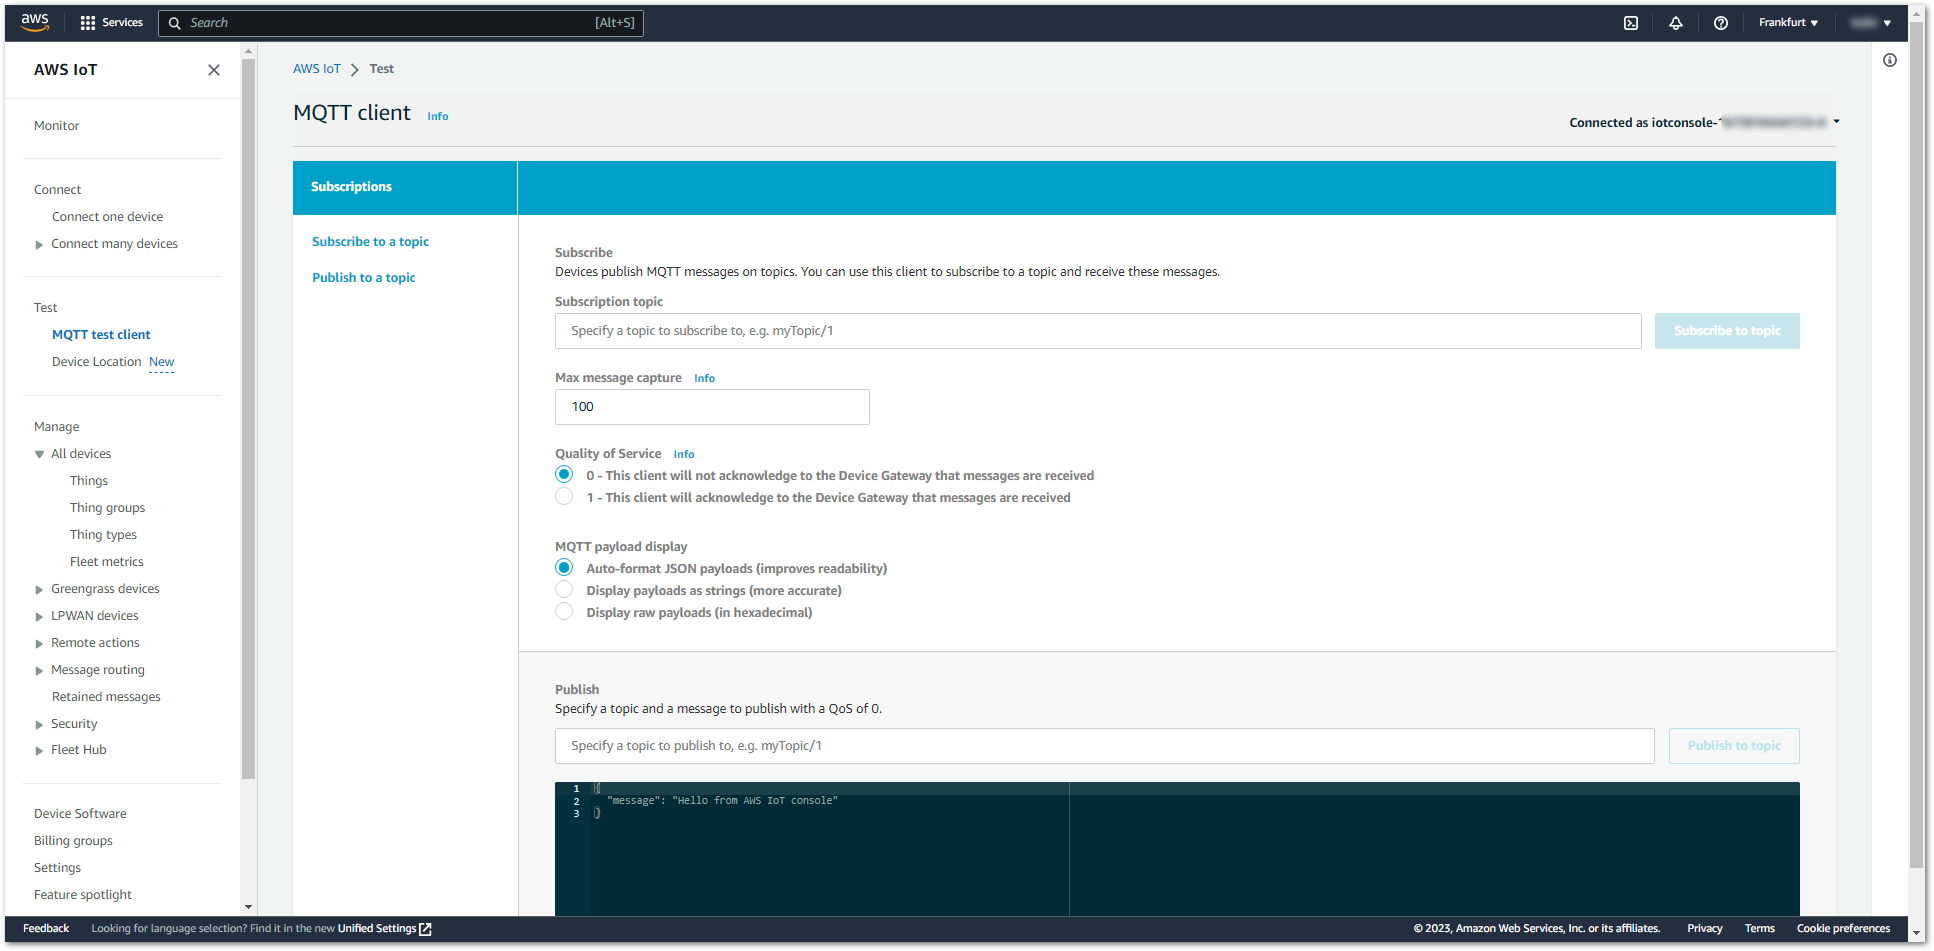 aws
Services
Search
[Alt+S]
Frankfurt
AWS IoT
Monitor
Connect
Connect one device
Connect many devices
Test
MQTT test client
Device Location New
Manage
All devices
Things
Thing groups
Thing types
Fleet metrics
Greengrass devices
LPWAN devices
Remote actions
Message routing
Retained messages
Security
Fleet Hub
Device Software
Billing groups
Settings
Feature spotlight
AWS IoT > Test
MQTT client Info
Connected as iotconsole-
Subscriptions
Subscribe to a topic
Publish to a topic
Subscribe
Devices publish MQTT messages on topics. You can use this client to subscribe to a topic and receive these messages.
Subscription topic
Specify a topic to subscribe to, e.g. myTopic/1
Subscribe to topic
Max message capture Info
100
Quality of Service Info
0 - This client will not acknowledge to the Device Gateway that messages are received
1 - This client will acknowledge to the Device Gateway that messages are received
MQTT payload display
Auto-format JSON payloads (improves readability)
Display payloads as strings (more accurate)
Display raw payloads (in hexadecimal)
Publish
Specify a topic and a message to publish with a QoS of 0.
Specify a topic to publish to, e.g. myTopic/1
Publish to topic
1 {
2 "message": "Hello from AWS IoT console"
3 }
Feedback
Looking for language selection? Find it in the new Unified Settings
© 2023, Amazon Web Services, Inc. or its affiliates.
Privacy
Terms
Cookie preferences